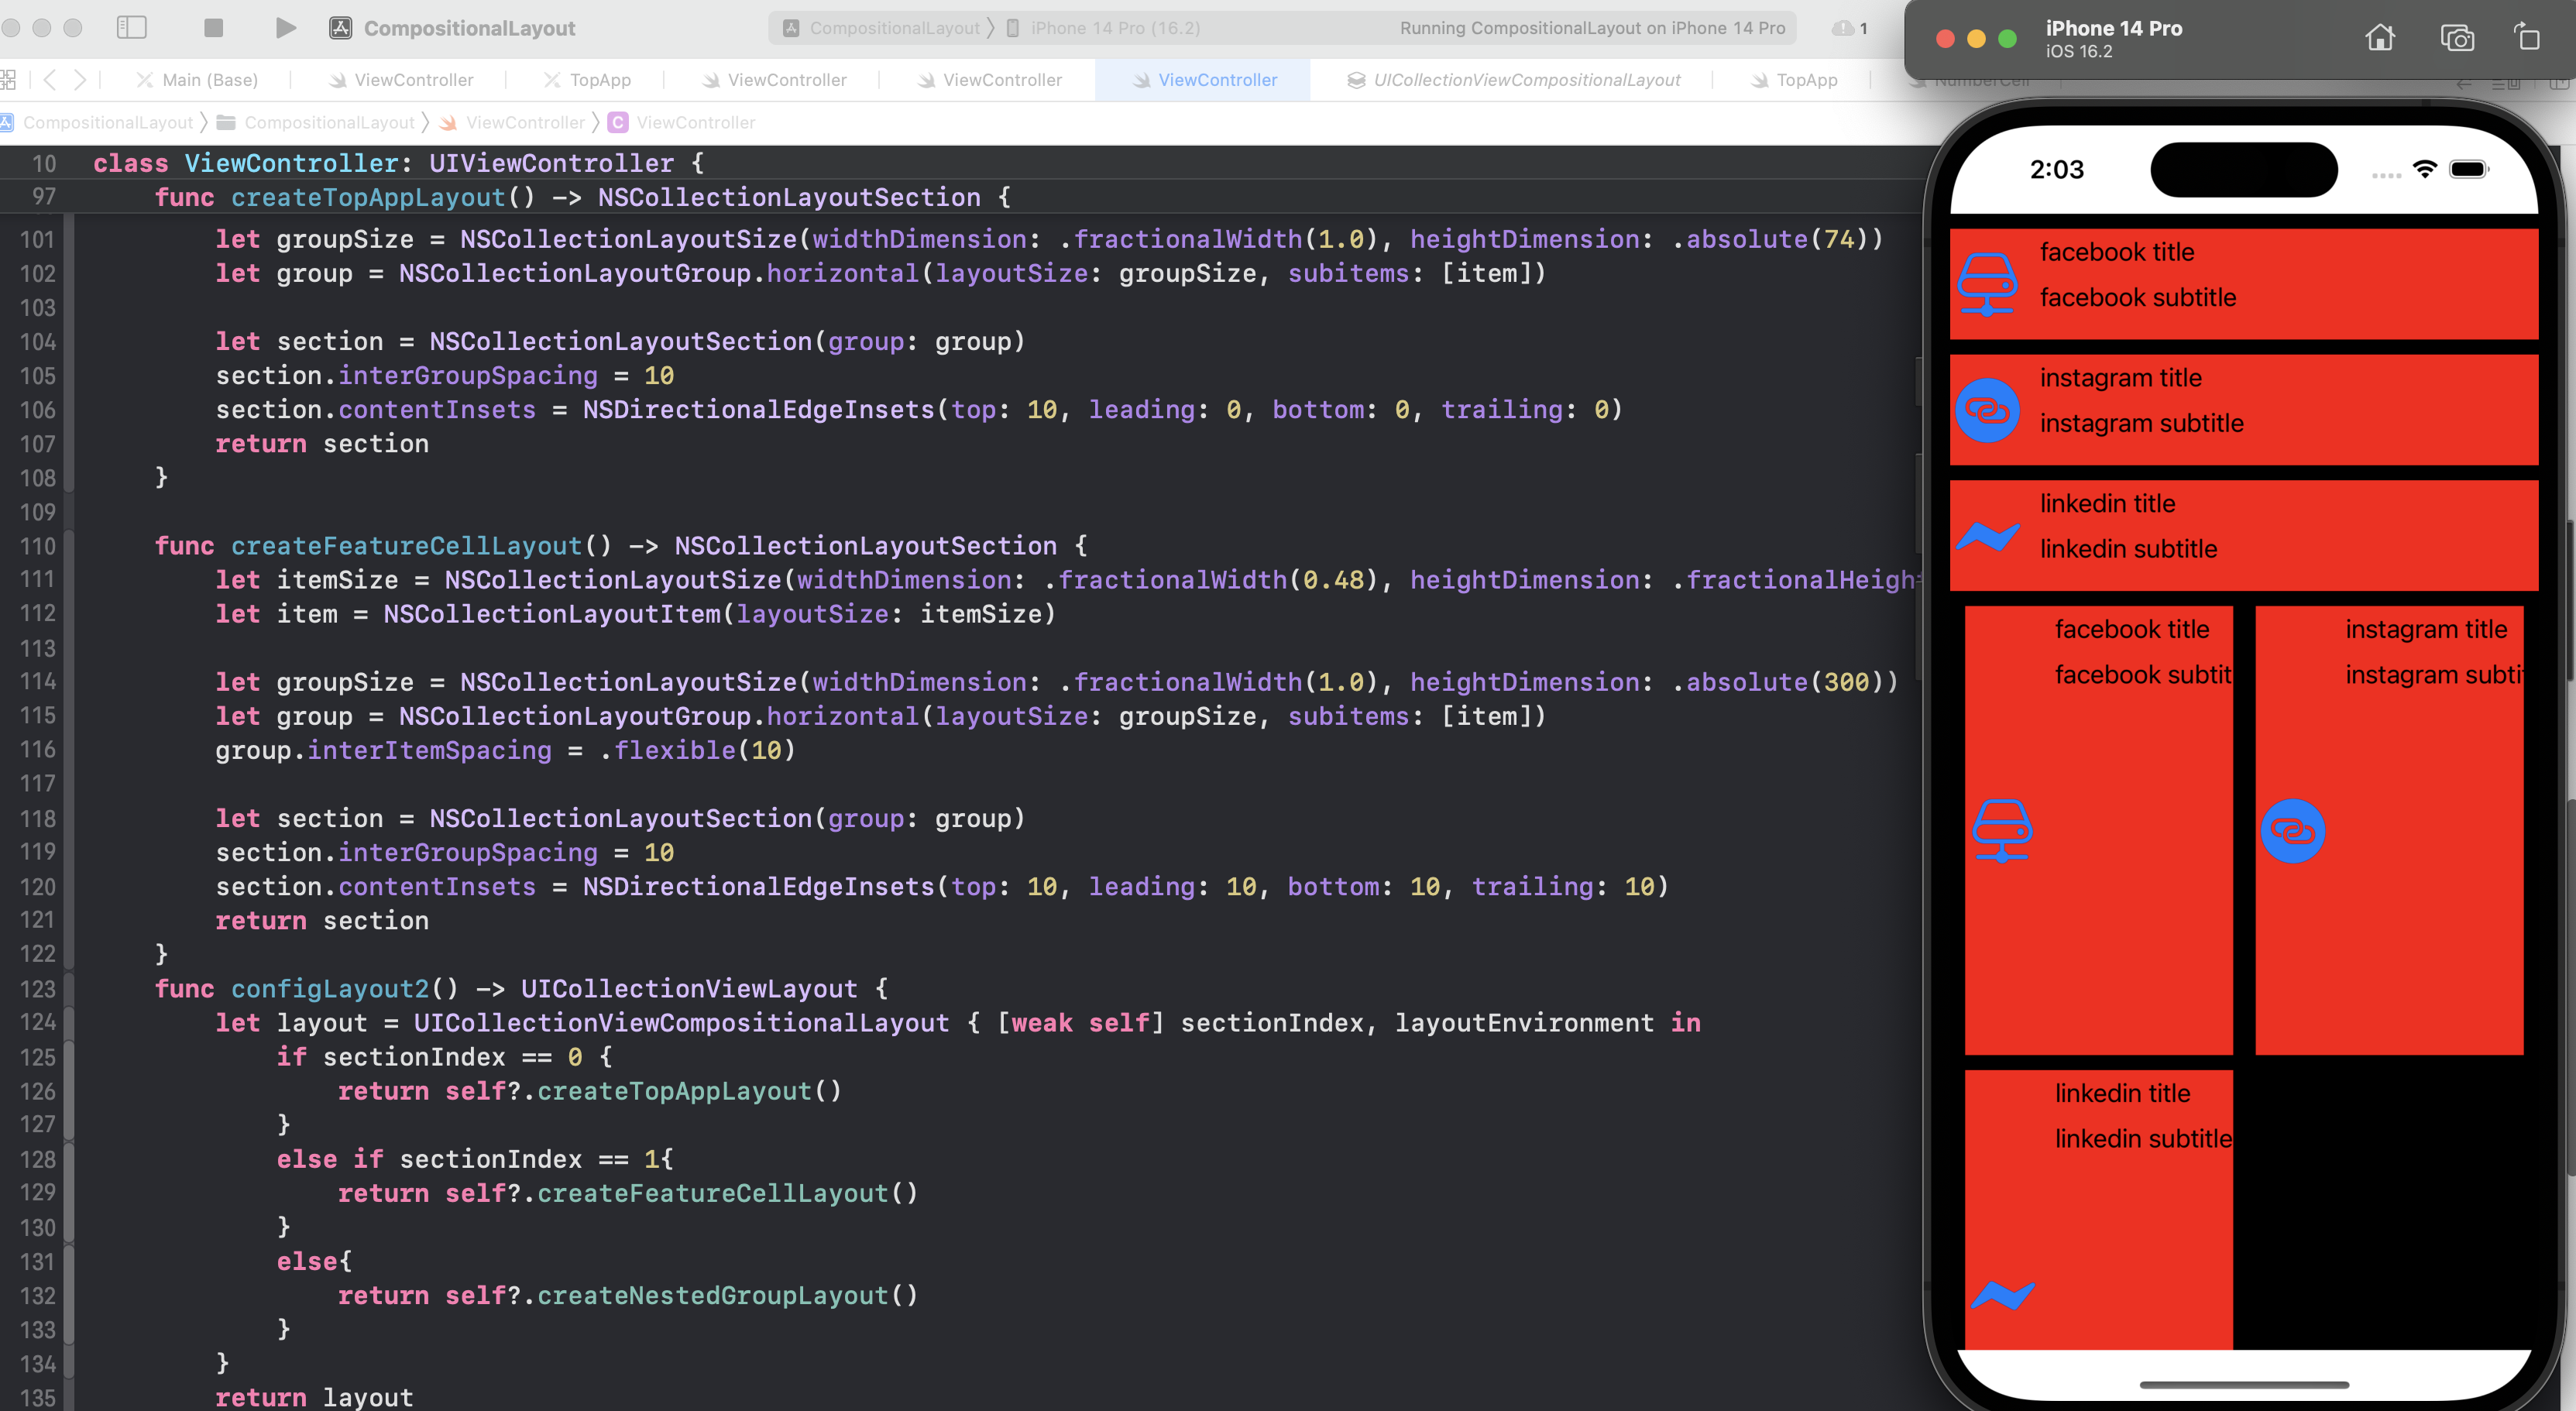 CompositionalLayout
CompositionalLayout 〉 iPhone 14 Pro (16.2)
Running CompositionalLayout on iPhone 14 Pro
1
Main (Base)
ViewController
TopApp
ViewController
ViewController
ViewController
UICollectionViewCompositionalLayout
TopApp
NumberCell
CompositionalLayout 〉 CompositionalLayout 〉 ViewController 〉 C ViewController
10 class ViewController: UIViewController {
97 func createTopAppLayout() -> NSCollectionLayoutSection {
101 let groupSize = NSCollectionLayoutSize(widthDimension: .fractionalWidth(1.0), heightDimension: .absolute(74))
102 let group = NSCollectionLayoutGroup.horizontal(layoutSize: groupSize, subitems: [item])
103
104 let section = NSCollectionLayoutSection(group: group)
105 section.interGroupSpacing = 10
106 section.contentInsets = NSDirectionalEdgeInsets(top: 10, leading: 0, bottom: 0, trailing: 0)
107 return section
108 }
109
110 func createFeatureCellLayout() -> NSCollectionLayoutSection {
111 let itemSize = NSCollectionLayoutSize(widthDimension: .fractionalWidth(0.48), heightDimension: .fractionalHeigh
112 let item = NSCollectionLayoutItem(layoutSize: itemSize)
113
114 let groupSize = NSCollectionLayoutSize(widthDimension: .fractionalWidth(1.0), heightDimension: .absolute(300))
115 let group = NSCollectionLayoutGroup.horizontal(layoutSize: groupSize, subitems: [item])
116 group.interItemSpacing = .flexible(10)
117
118 let section = NSCollectionLayoutSection(group: group)
119 section.interGroupSpacing = 10
120 section.contentInsets = NSDirectionalEdgeInsets(top: 10, leading: 10, bottom: 10, trailing: 10)
121 return section
122 }
123 func configLayout2() -> UICollectionViewLayout {
124 let layout = UICollectionViewCompositionalLayout { [weak self] sectionIndex, layoutEnvironment in
125 if sectionIndex == 0 {
126 return self?.createTopAppLayout()
127 }
128 else if sectionIndex == 1{
129 return self?.createFeatureCellLayout()
130 }
131 else{
132 return self?.createNestedGroupLayout()
133 }
134 }
135 return layout
iPhone 14 Pro
iOS 16.2
2:03
facebook title
facebook subtitle
instagram title
instagram subtitle
linkedin title
linkedin subtitle
facebook title
facebook subtit
instagram title
instagram subti
linkedin title
linkedin subtitle